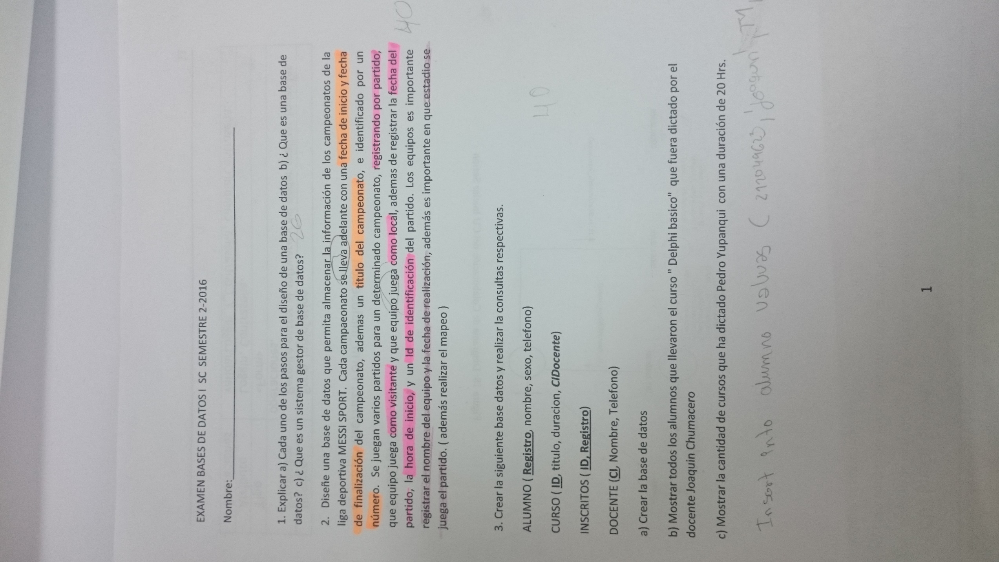 EXAMEN BASES DE DATOS I  SC  SEMESTRE 2-2016
Nombre:
1. Explicar a) Cada uno de los pasos para el diseño de una base de datos  b) ¿ Que es una base de
datos?  c) ¿ Que es un sistema gestor de base de datos?
20
2.  Diseñe una base de datos que permita almacenar la información de los campeonatos de la
liga deportiva MESSI SPORT.  Cada campaeonato se lleva adelante con una fecha de inicio y fecha
de finalización del campeonato, ademas un titulo del campeonato, e identificado por un
número.  Se juegan varios partidos para un determinado campeonato, registrando por partido,
que equipo juega como visitante y que equipo juega como local, ademas de registrar la fecha del
40
partido, la hora de inicio, y un Id de identificación del partido. Los equipos es importante
registrar el nombre del equipo y la fecha de realización, además es importante en que estadio se
juega el partido. ( además realizar el mapeo )
3. Crear la siguiente base datos y realizar la consultas respectivas.
ALUMNO ( Registro, nombre, sexo, telefono)
40
CURSO ( ID, titulo, duracion, CIDocente)
INSCRITOS ( ID, Registro)
DOCENTE (CI, Nombre, Telefono)
a) Crear la base de datos
b) Mostrar todos los alumnos que llevaron el curso " Delphi basico"  que fuera dictado por el
docente Joaquin Chumacero
c) Mostrar la cantidad de cursos que ha dictado Pedro Yupanqui  con una duración de 20 Hrs.
Insert into alumno values (
1